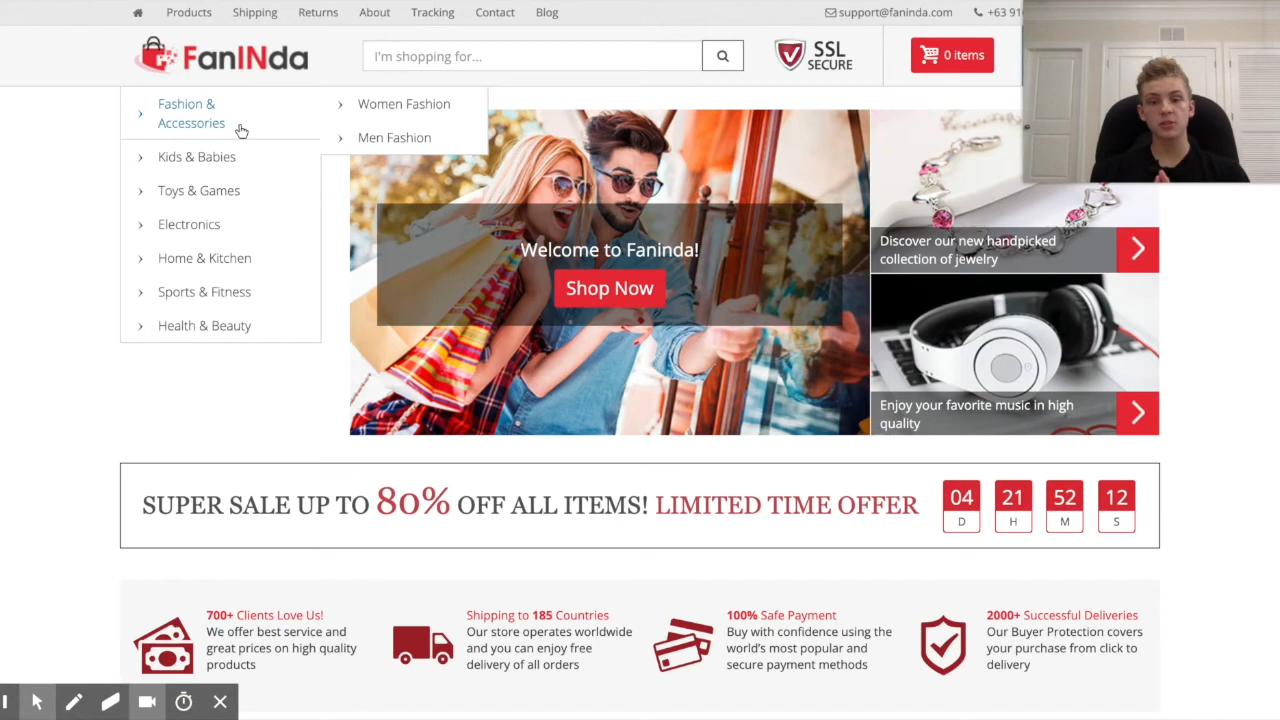 Products Shipping Returns About Tracking Contact Blog
support@faninda.com
+63 91
FanINda
I'm shopping for...
SSL
SECURE
0 items
Fashion &
Accessories
Women Fashion
Men Fashion
Kids & Babies
Toys & Games
Electronics
Home & Kitchen
Sports & Fitness
Health & Beauty
Welcome to Faninda!
Shop Now
Discover our new handpicked
collection of jewelry
Enjoy your favorite music in high
quality
SUPER SALE UP TO 80% OFF ALL ITEMS! LIMITED TIME OFFER
04 21 52 12
D H M S
700+ Clients Love Us!
We offer best service and
great prices on high quality
products
Shipping to 185 Countries
Our store operates worldwide
and you can enjoy free
delivery of all orders
100% Safe Payment
Buy with confidence using the
world's most popular and
secure payment methods
2000+ Successful Deliveries
Our Buyer Protection covers
your purchase from click to
delivery